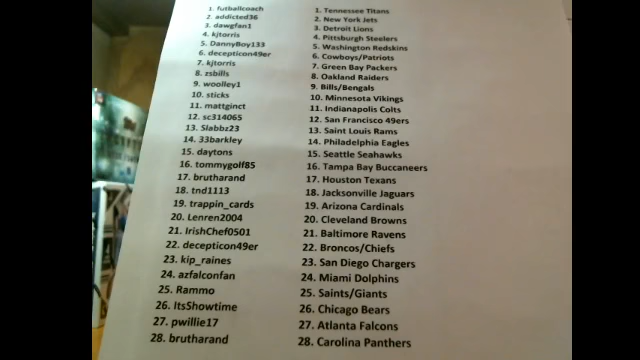 1. futballcoach 1. Tennessee Titans
2. addicted36 2. New York Jets
3. dawgfan1 3. Detroit Lions
4. kjtorris 4. Pittsburgh Steelers
5. DannyBoy133 5. Washington Redskins
6. decepticon49er 6. Cowboys/Patriots
7. kjtorris 7. Green Bay Packers
8. zsbills 8. Oakland Raiders
9. woolley1 9. Bills/Bengals
10. sticks 10. Minnesota Vikings
11. mattginct 11. Indianapolis Colts
12. sc314065 12. San Francisco 49ers
13. Slabbz23 13. Saint Louis Rams
14. 33barkley 14. Philadelphia Eagles
15. daytons 15. Seattle Seahawks
16. tommygolf85 16. Tampa Bay Buccaneers
17. brutharand 17. Houston Texans
18. tnd1113 18. Jacksonville Jaguars
19. trappin_cards 19. Arizona Cardinals
20. Lenren2004 20. Cleveland Browns
21. IrishChef0501 21. Baltimore Ravens
22. decepticon49er 22. Broncos/Chiefs
23. kip_raines 23. San Diego Chargers
24. azfalconfan 24. Miami Dolphins
25. Rammo 25. Saints/Giants
26. ItsShowtime 26. Chicago Bears
27. pwillie17 27. Atlanta Falcons
28. brutharand 28. Carolina Panthers